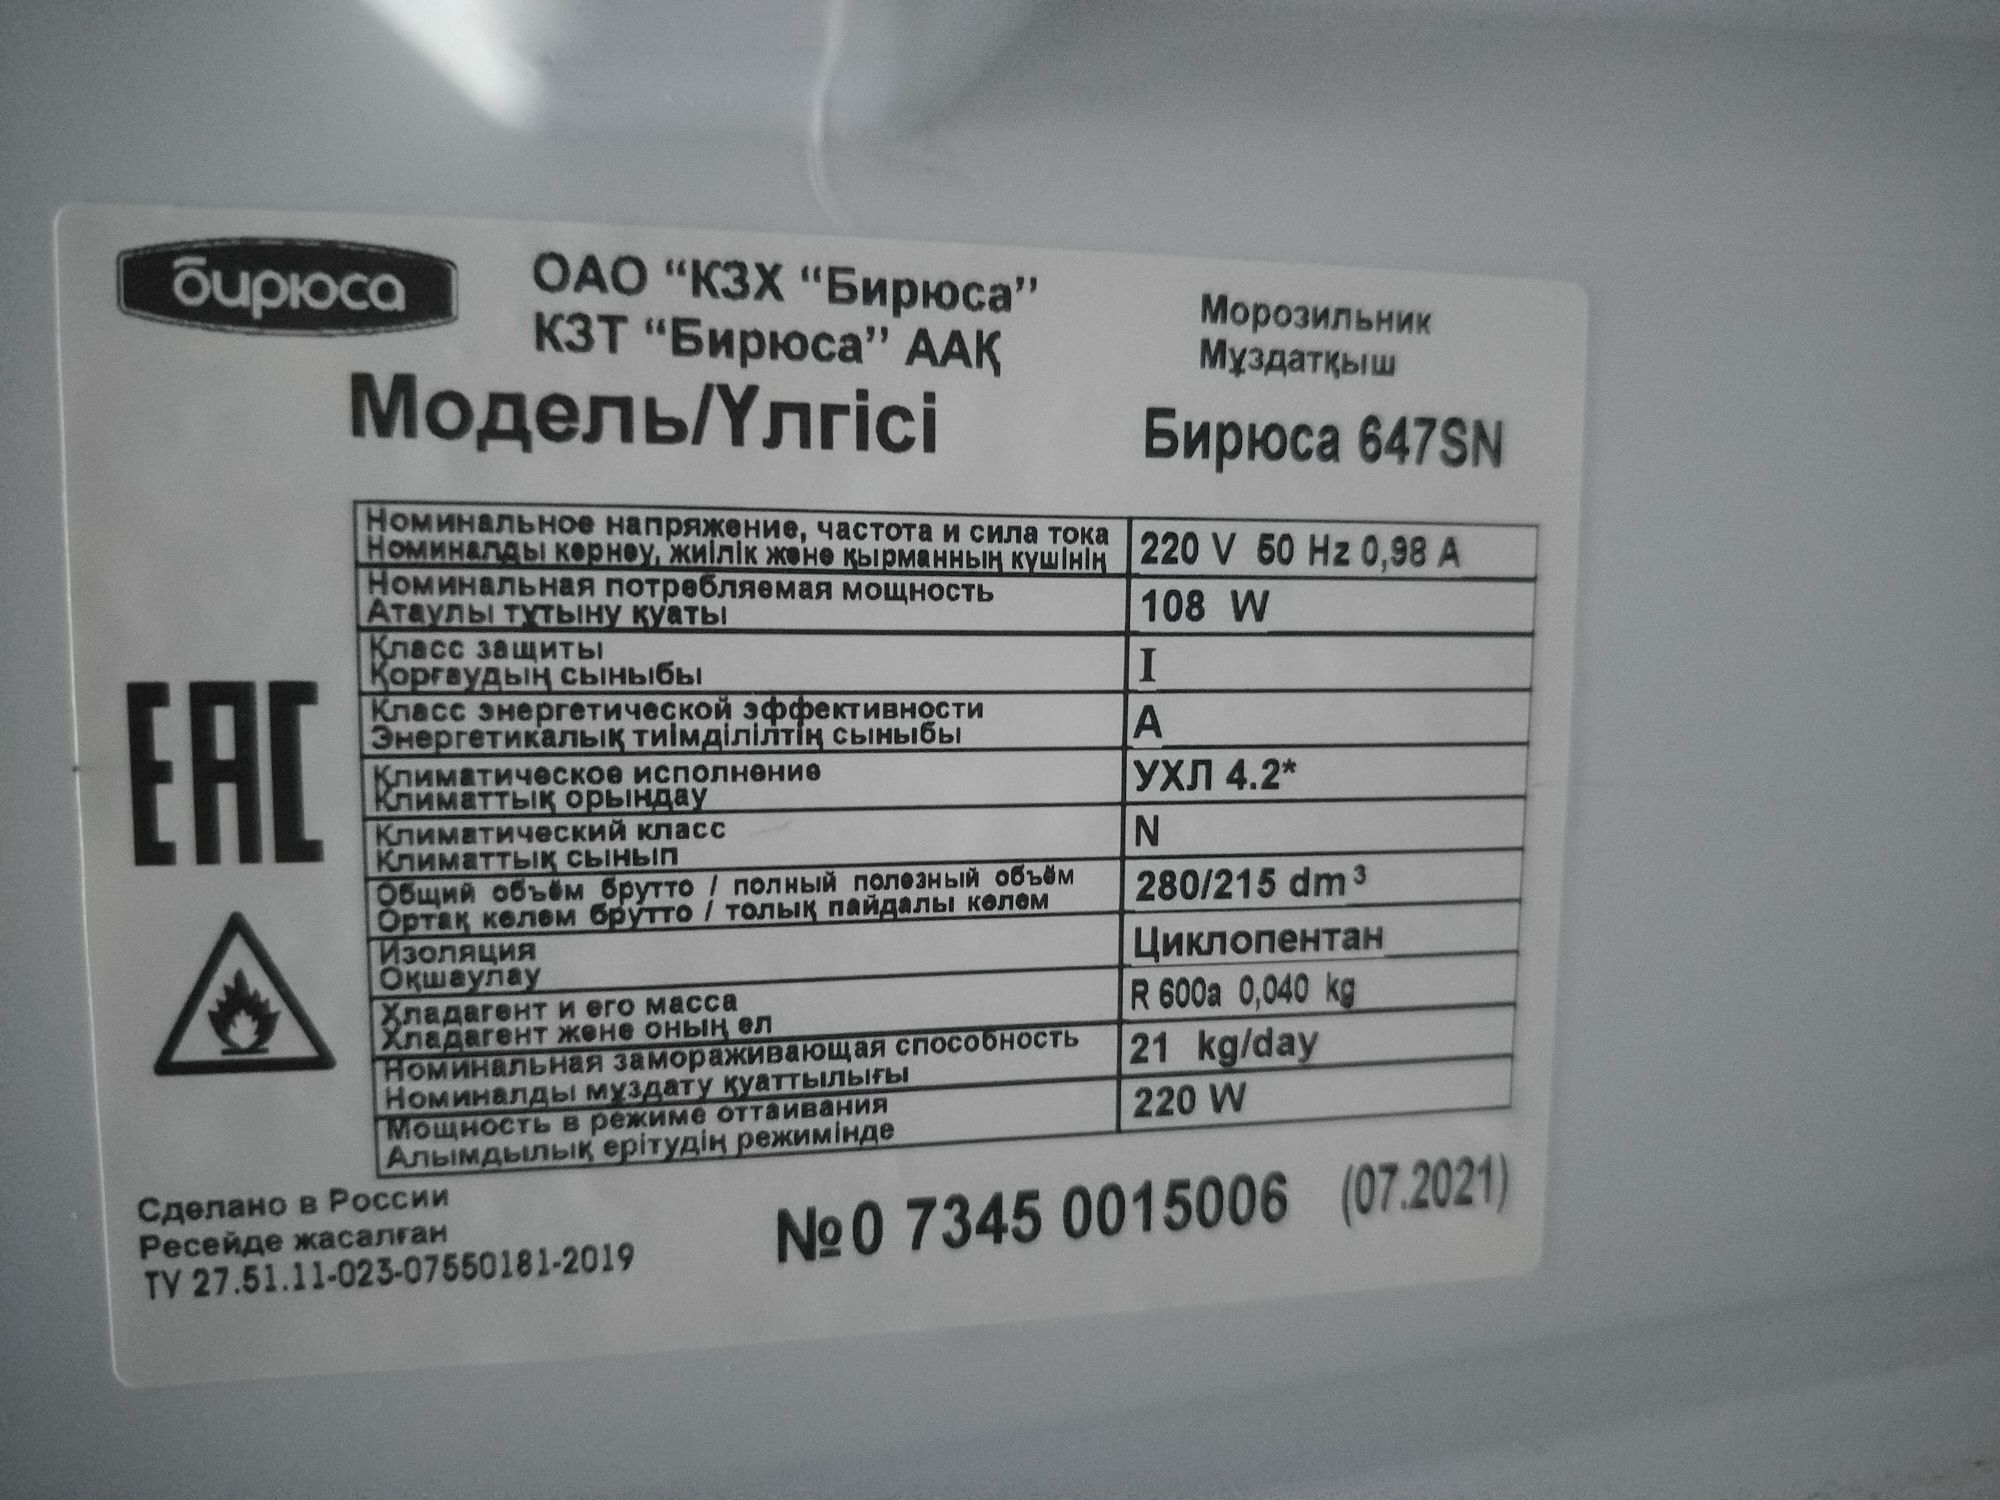 бирюса
ОАО “КЗХ “Бирюса”
КЗТ “Бирюса” ААҚ
Морозильник
Мұздатқыш
Модель/Үлгісі
Бирюса 647SN
Номинальное напряжение, частота и сила тока
Номиналды кернеу, жиілік және қырманның күшінің
220 V 50 Hz 0,98 A
Номинальная потребляемая мощность
Атаулы тұтыну қуаты
108 W
Класс защиты
Қорғаудың сыныбы
I
Класс энергетической эффективности
Энергетикалық тиімділілтің сыныбы
A
Климатическое исполнение
Климаттық орындау
УХЛ 4.2*
Климатический класс
Климаттық сынып
N
Общий объём брутто / полный полезный объём
Ортақ көлем брутто / толық пайдалы көлем
280/215 dm³
Изоляция
Оқшаулау
Циклопентан
Хладагент и его масса
Хладагент және оның ел
R 600a 0,040 kg
Номинальная замораживающая способность
Номиналды мұздату қуаттылығы
21 kg/day
Мощность в режиме оттаивания
Алымдылық ерітудің режимінде
220 W
EAC
Сделано в России
Ресейде жасалған
ТУ 27.51.11-023-07550181-2019
№0 7345 0015006 (07.2021)